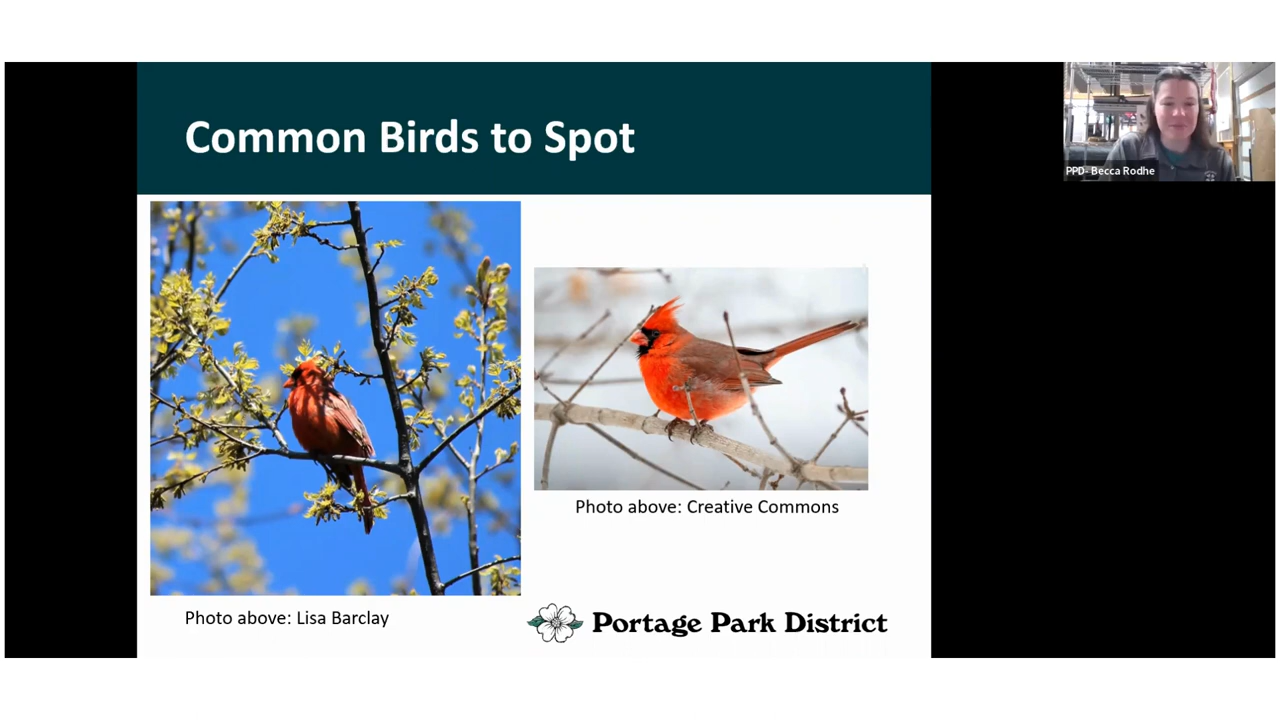 Common Birds to Spot
PPD- Becca Rodhe
Photo above: Creative Commons
Photo above: Lisa Barclay
Portage Park District